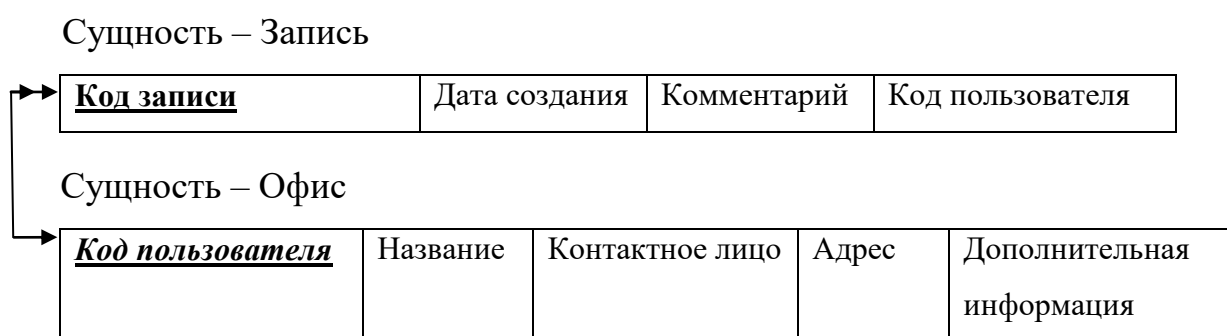 Сущность – Запись
Код записи Дата создания Комментарий Код пользователя
Сущность – Офис
Код пользователя Название Контактное лицо Адрес Дополнительная
информация